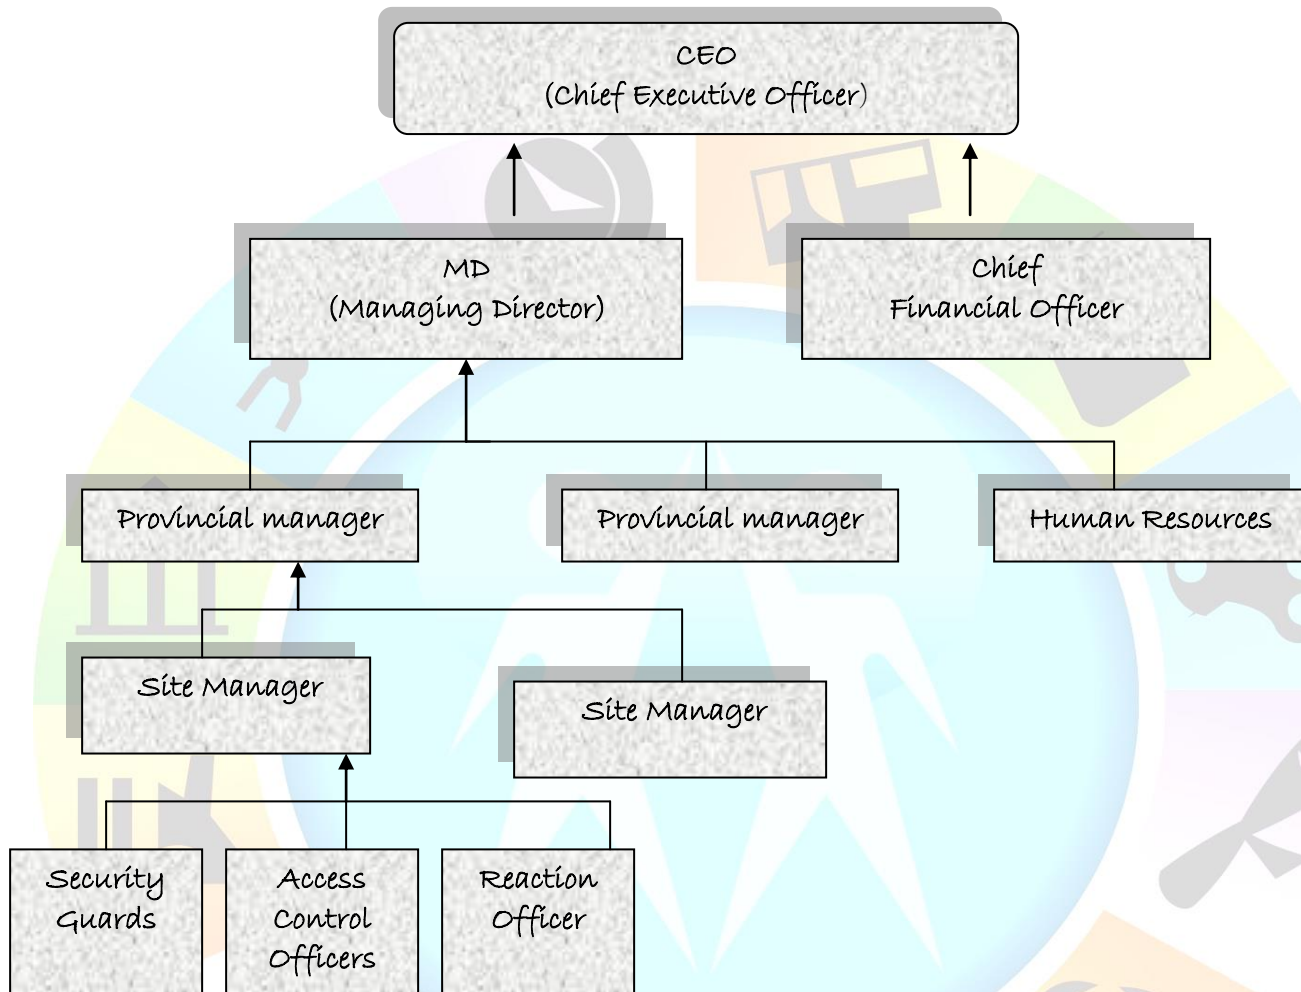 CEO
(Chief Executive Officer)
MD
(Managing Director)
Chief
Financial Officer
Provincial manager
Provincial manager
Human Resources
Site Manager
Site Manager
Security
Guards
Access
Control
Officers
Reaction
Officer